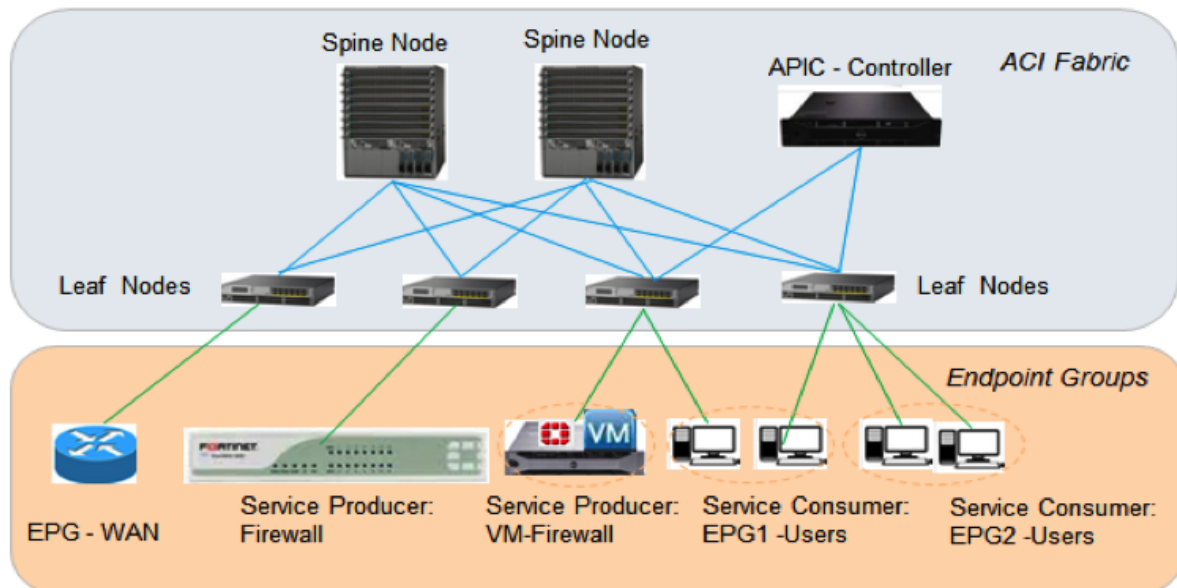 Spine Node
Spine Node
APIC - Controller
ACI Fabric
Leaf Nodes
Leaf Nodes
Endpoint Groups
FORTINET
VM
EPG - WAN
Service Producer:
Firewall
Service Producer:
VM-Firewall
Service Consumer:
EPG1 -Users
Service Consumer:
EPG2 -Users